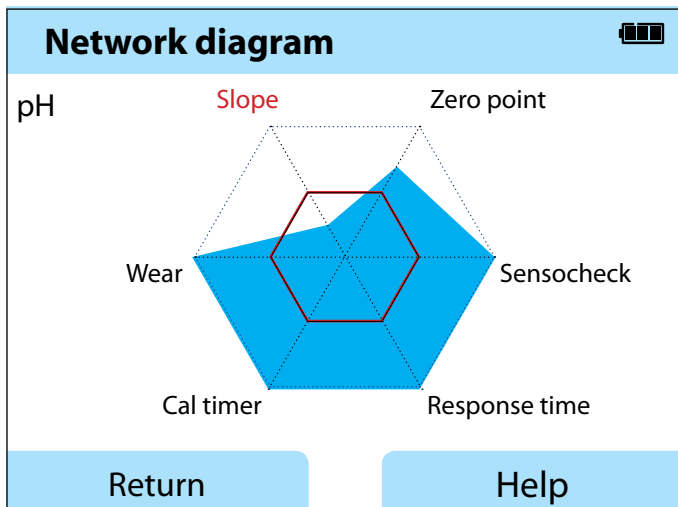 Network diagram
pH
Slope
Zero point
Wear
Sensocheck
Cal timer
Response time
Return
Help